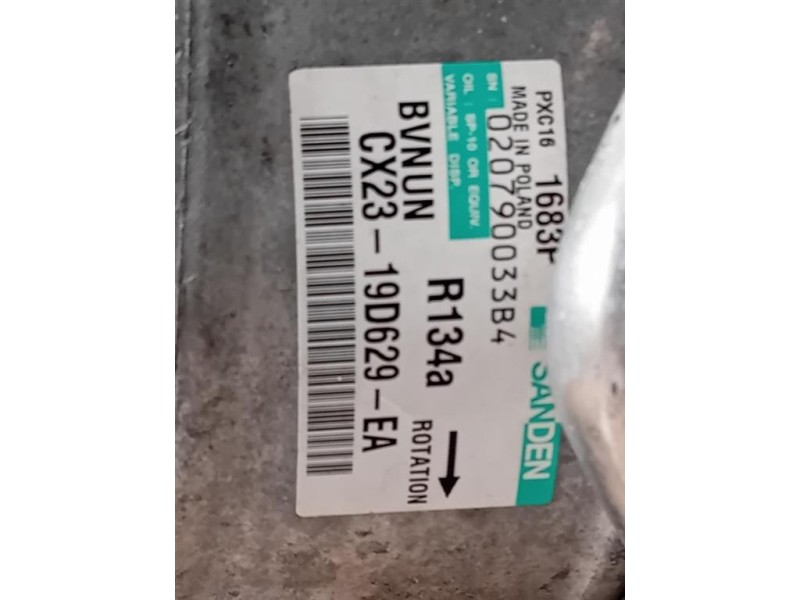 PXC16 1683F SANDEN
MADE IN POLAND
SN: 020790033B4
OIL: SP-10 OR EQUIV.
VARIABLE DISP.
BVNUN R134a ROTATION
CX23-19D629-EA